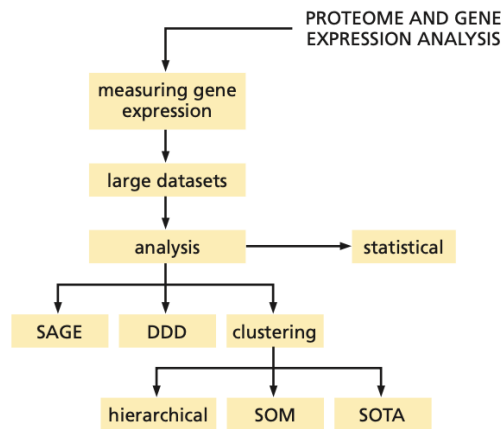 PROTEOME AND GENE
EXPRESSION ANALYSIS
measuring gene
expression
large datasets
analysis
statistical
SAGE
DDD
clustering
hierarchical
SOM
SOTA